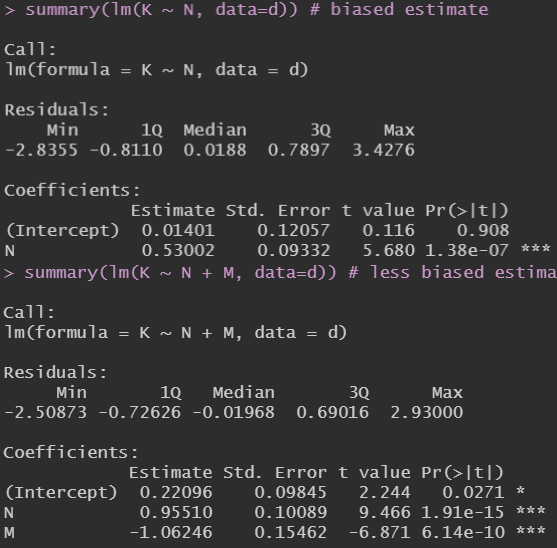 > summary(lm(K ~ N, data=d)) # biased estimate
Call:
lm(formula = K ~ N, data = d)
Residuals:
Min 1Q Median 3Q Max
-2.8355 -0.8110 0.0188 0.7897 3.4276
Coefficients:
Estimate Std. Error t value Pr(>|t|)
(Intercept) 0.01401 0.12057 0.116 0.908
N 0.53002 0.09332 5.680 1.38e-07 ***
> summary(lm(K ~ N + M, data=d)) # less biased estima
Call:
lm(formula = K ~ N + M, data = d)
Residuals:
Min 1Q Median 3Q Max
-2.50873 -0.72626 -0.01968 0.69016 2.93000
Coefficients:
Estimate Std. Error t value Pr(>|t|)
(Intercept) 0.22096 0.09845 2.244 0.0271 *
N 0.95510 0.10089 9.466 1.91e-15 ***
M -1.06246 0.15462 -6.871 6.14e-10 ***